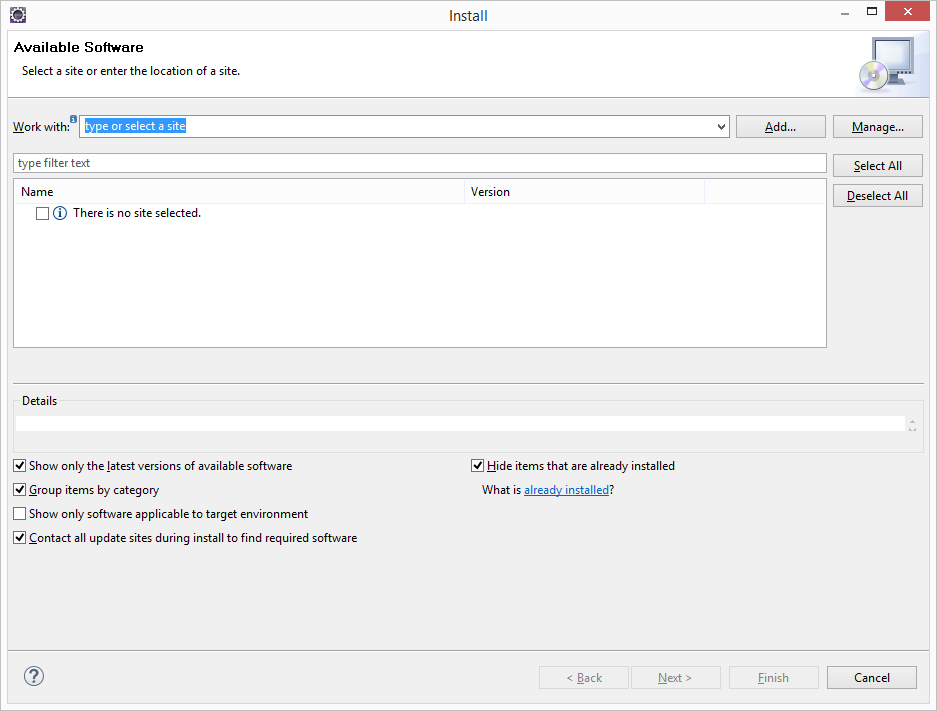 Install
Available Software
Select a site or enter the location of a site.
Work with: type or select a site Add... Manage...
type filter text Select All
Name Version Deselect All
There is no site selected.
Details
Show only the latest versions of available software Hide items that are already installed
Group items by category What is already installed?
Show only software applicable to target environment
Contact all update sites during install to find required software
? < Back Next > Finish Cancel